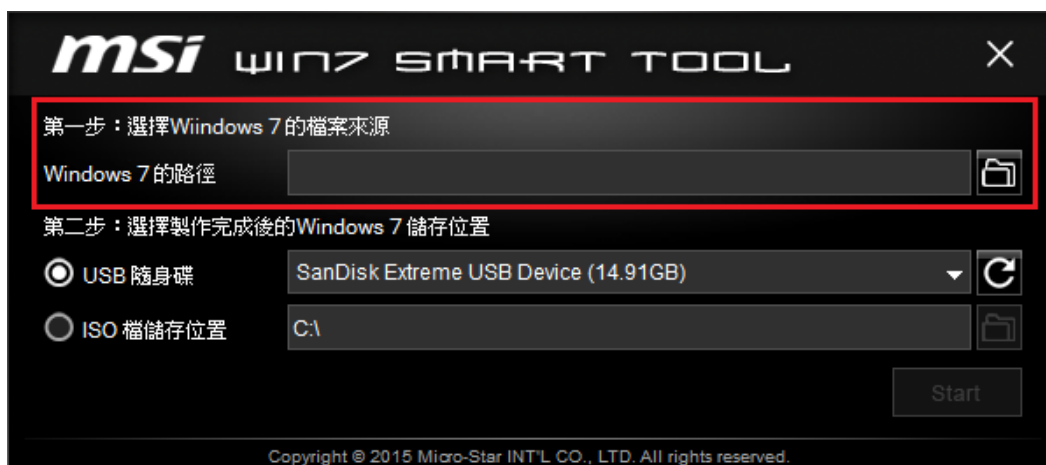 msi WIN7 SMART TOOL
第一步：選擇Wiindows 7的檔案來源
Windows 7的路徑
第二步：選擇製作完成後的Windows 7儲存位置
USB 隨身碟 SanDisk Extreme USB Device (14.91GB)
ISO 檔儲存位置 C:\
Start
Copyright © 2015 Micro-Star INT'L CO., LTD. All rights reserved.